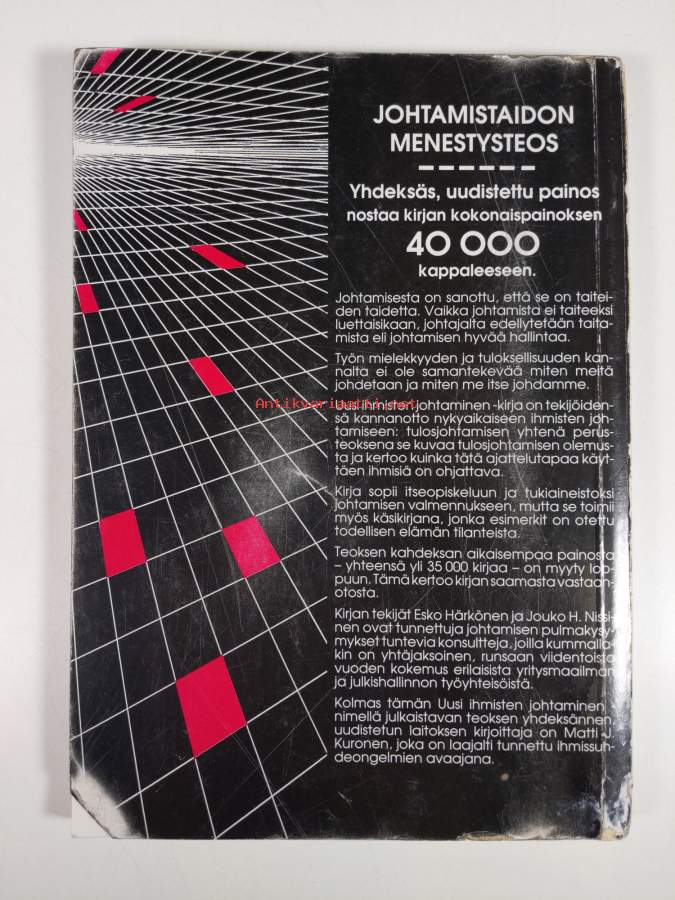 JOHTAMISTAIDON
MENESTYSTEOS
Yhdeksäs, uudistettu painos
nostaa kirjan kokonaispainoksen
40 000
kappaleeseen.
Johtamisesta on sanottu, että se on taitei-
den taidetta. Vaikka johtamista ei taiteeksi
luettaisikaan, johtajalta edellytetään taita-
mista eli johtamisen hyvää hallintaa.
Työn mielekkyyden ja tuloksellisuuden kan-
nalta ei ole samantekevää miten meitä
johdetaan ja miten me itse johdamme.
Antikvariaatti.net
Uusi ihmisten johtaminen -kirja on tekijöiden-
sä kannanotto nykyaikaiseen ihmisten joh-
tamiseen: tulosjohtamisen yhtenä perus-
teoksena se kuvaa tulosjohtamisen olemus-
ta ja kertoo kuinka tätä ajattelutapaa käyt-
täen ihmisiä on ohjattava.
Kirja sopii itseopiskeluun ja tukiaineistoksi
johtamisen valmennukseen, mutta se toimii
myös käsikirjana, jonka esimerkit on otettu
todellisen elämän tilanteista.
Teoksen kahdeksan aikaisempaa painosta
– yhteensä yli 35 000 kirjaa – on myyty lop-
puun. Tämä kertoo kirjan saamasta vastaan-
otosta.
Kirjan tekijät Esko Härkönen ja Jouko H. Nissi-
nen ovat tunnettuja johtamisen pulmakysy-
mykset tuntevia konsultteja, joilla kummalla-
kin on yhtäjaksoinen, runsaan viidentoista
vuoden kokemus erilaisista yritysmaailman
ja julkishallinnon työyhteisöistä.
Kolmas tämän Uusi ihmisten johtaminen
nimellä julkaistavan teoksen yhdeksännen,
uudistetun laitoksen kirjoittaja on Matti J.
Kuronen, joka on laajalti tunnettu ihmissuh-
deongelmien avaajana.